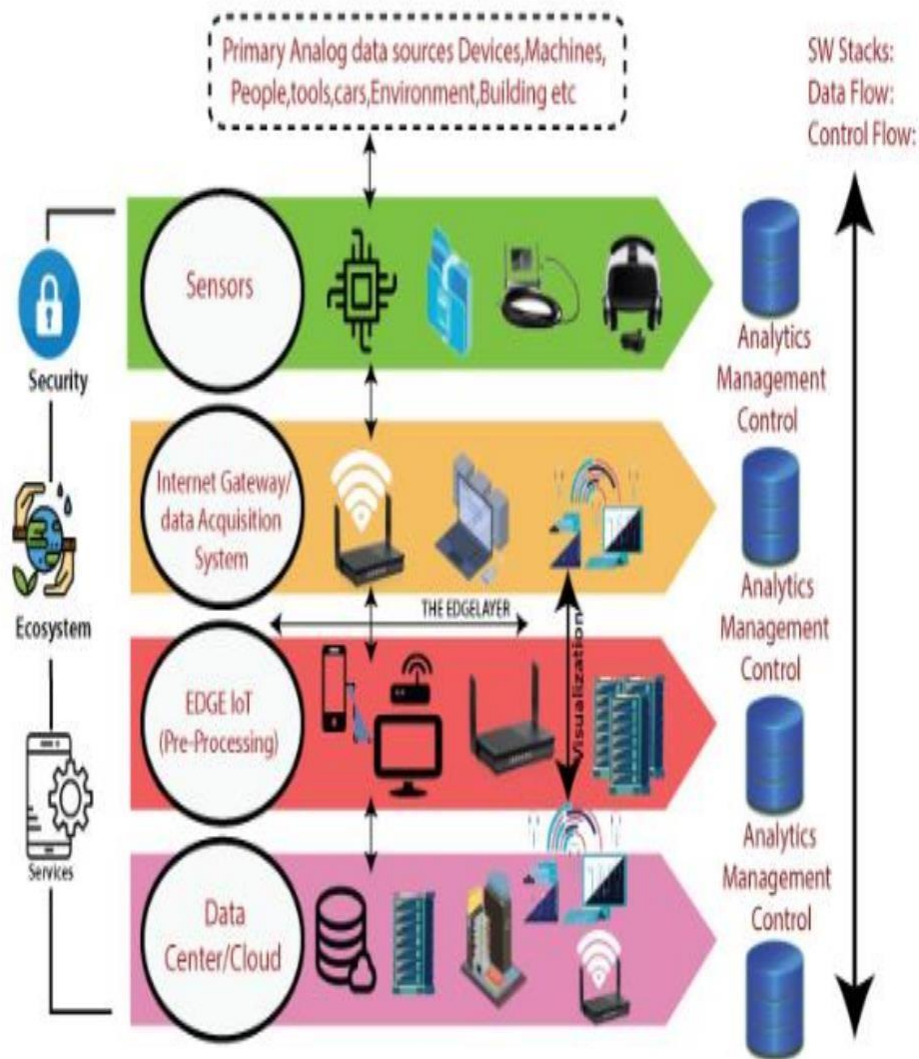 Primary Analog data sources Devices,Machines,
People,tools,cars,Environment,Building etc
SW Stacks:
Data Flow:
Control Flow:
Sensors
Security
Analytics
Management
Control
Internet Gateway/
data Acquisition
System
Ecosystem
THE EDGELAYER
Analytics
Management
Control
EDGE IoT
(Pre-Processing)
Visualization
Services
Analytics
Management
Control
Data
Center/Cloud